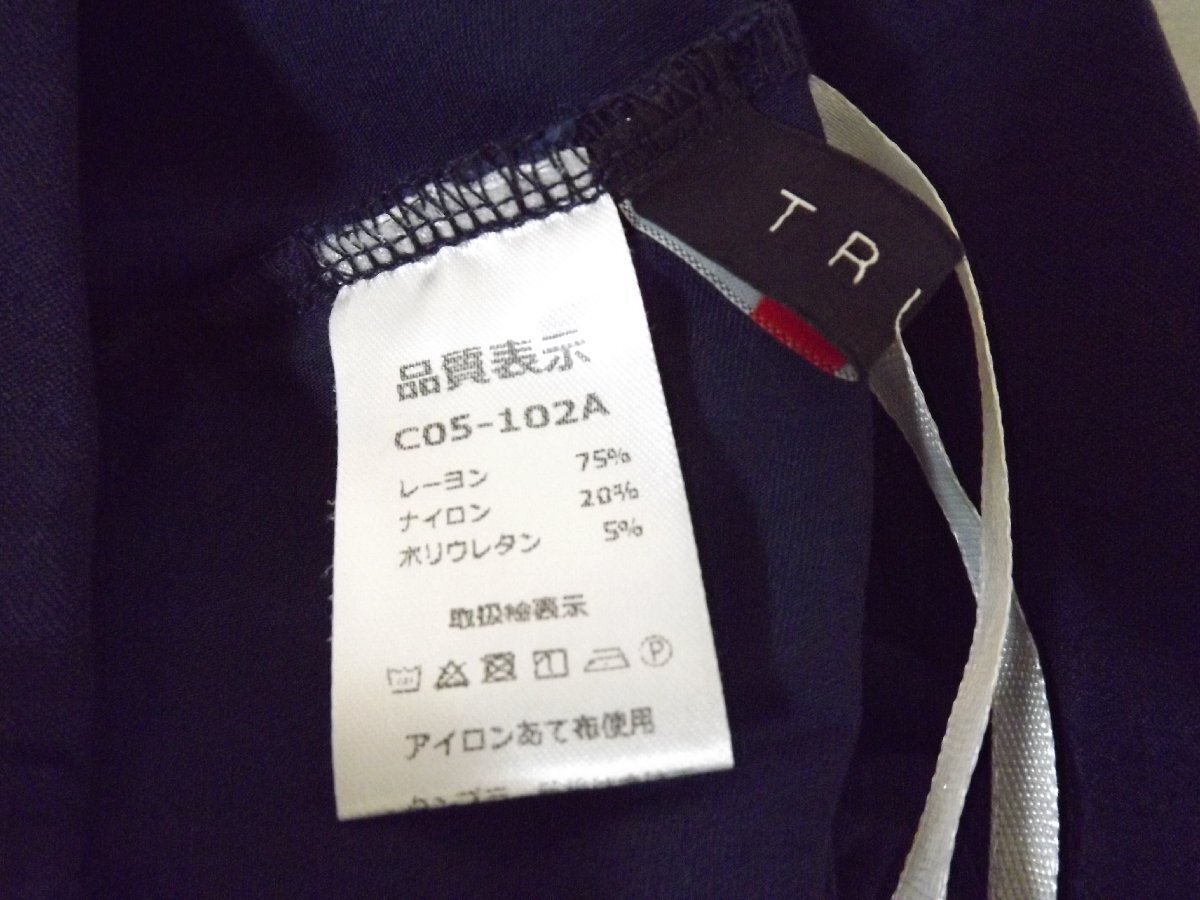 品質表示
C05-102A
レーヨン 75%
ナイロン 20%
ポリウレタン 5%
取扱絵表示
P
アイロンあて布使用
TR